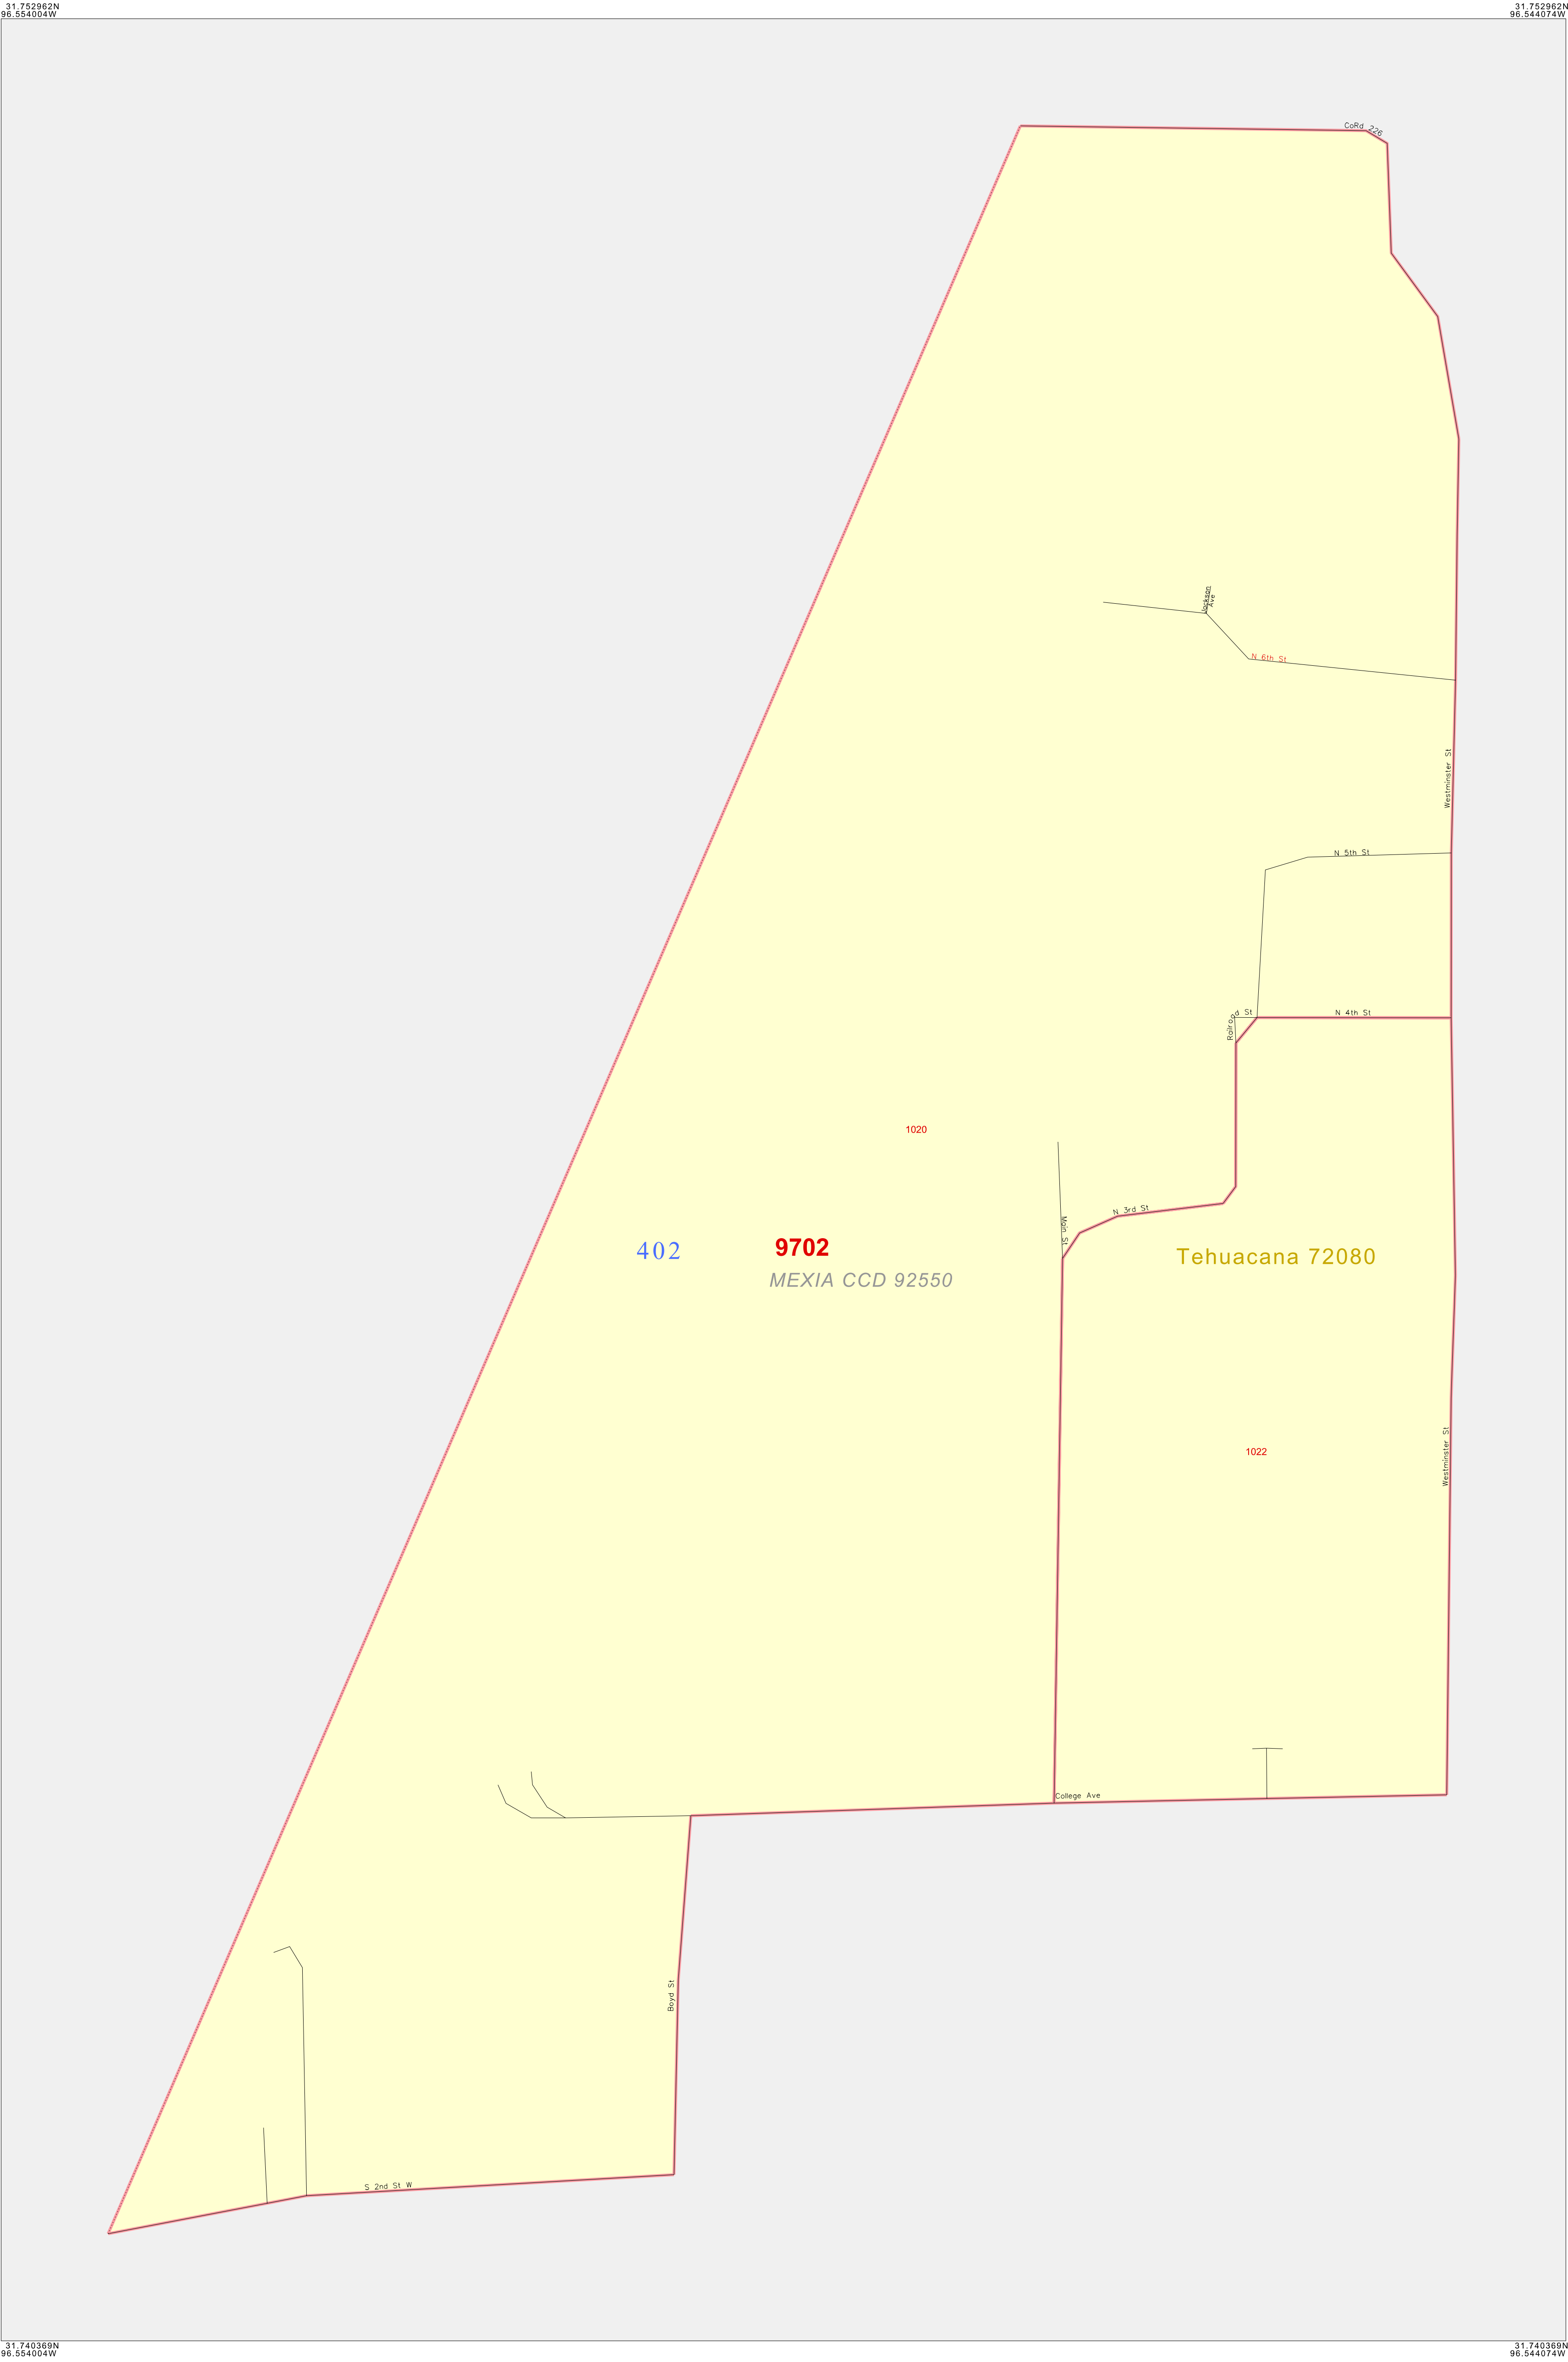 31.752962N
96.554004W
31.752962N
96.544074W
CoRd 226
Jackson
Ave
N 6th St
Westminster St
N 5th St
Railroad St
N 4th St
1020
N 3rd St
Main St
402
9702
Tehuacana 72080
MEXIA CCD 92550
1022
Westminster St
College Ave
Boyd St
S 2nd St W
31.740369N
96.554004W
31.740369N
96.544074W